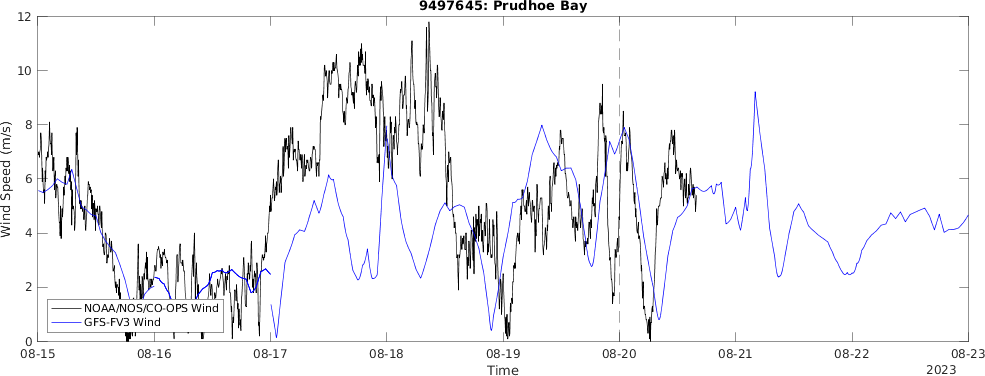 9497645: Prudhoe Bay
12
10
8
6
4
2
0
Wind Speed (m/s)
NOAA/NOS/CO-OPS Wind
GFS-FV3 Wind
08-15 08-16 08-17 08-18 08-19 08-20 08-21 08-22 08-23
Time
2023